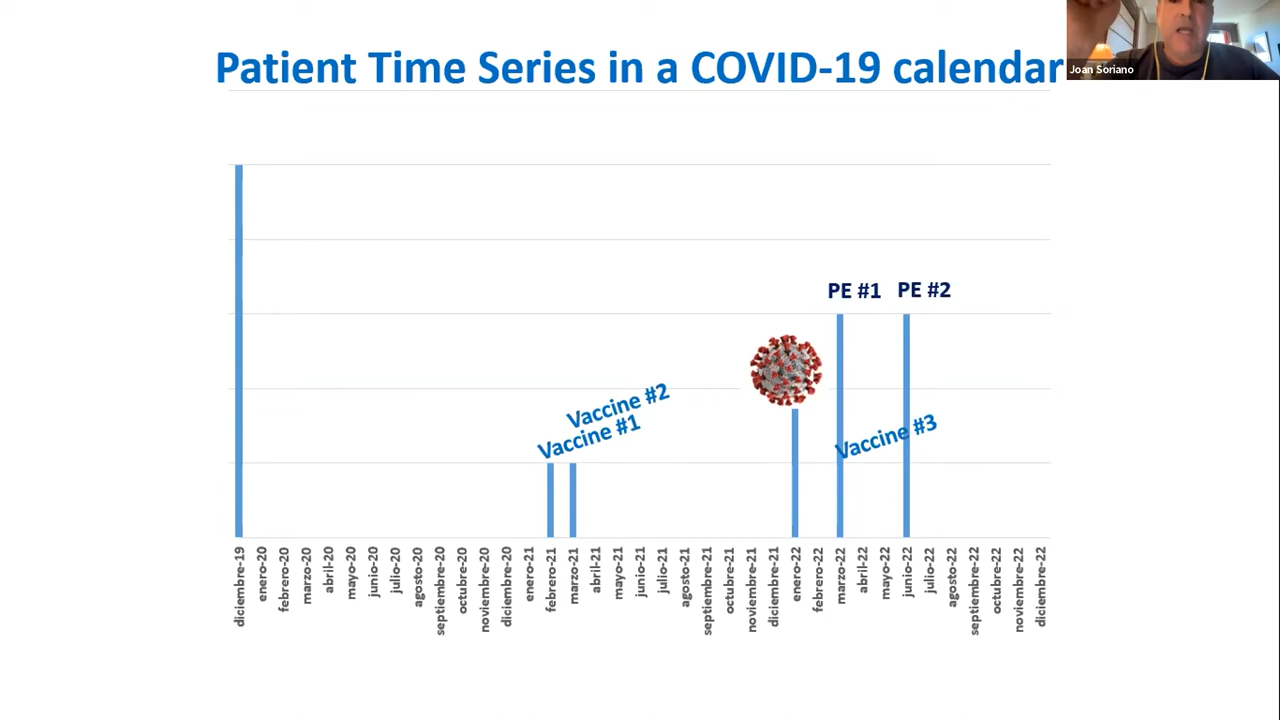 Patient Time Series in a COVID-19 calendar
Joan Soriano
PE #1
PE #2
Vaccine #2
Vaccine #1
Vaccine #3
diciembre-19
enero-20
febrero-20
marzo-20
abril-20
mayo-20
junio-20
julio-20
agosto-20
septiembre-20
octubre-20
noviembre-20
diciembre-20
enero-21
febrero-21
marzo-21
abril-21
mayo-21
junio-21
julio-21
agosto-21
septiembre-21
octubre-21
noviembre-21
diciembre-21
enero-22
febrero-22
marzo-22
abril-22
mayo-22
junio-22
julio-22
agosto-22
septiembre-22
octubre-22
noviembre-22
diciembre-22